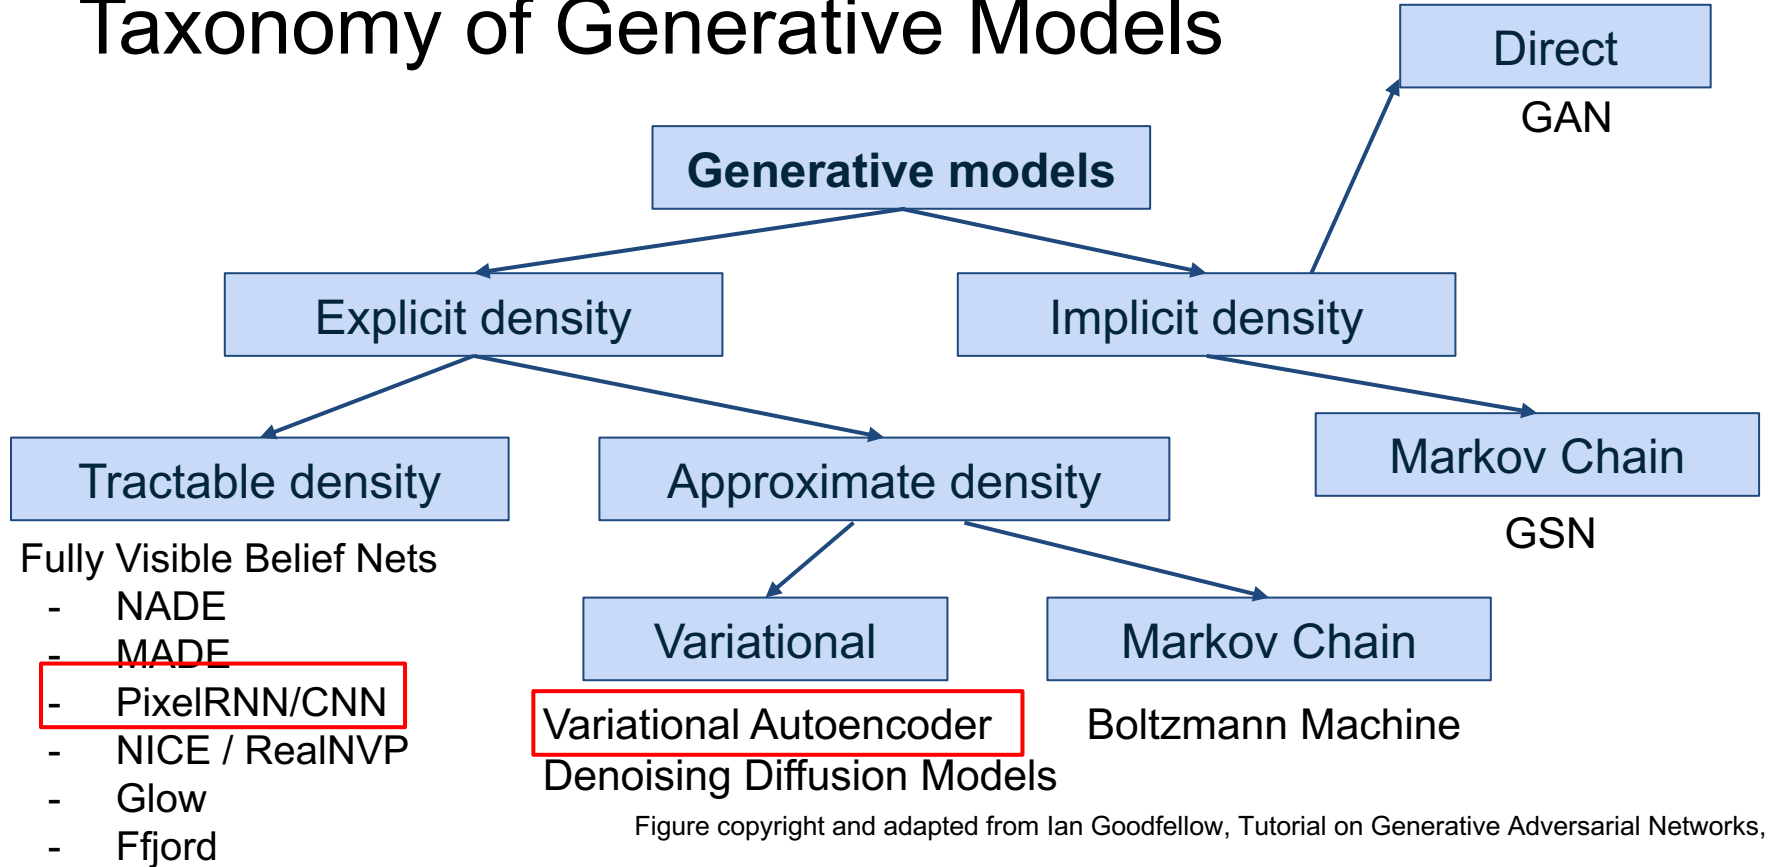 Taxonomy of Generative Models
Direct
GAN
Generative models
Explicit density
Implicit density
Tractable density
Approximate density
Markov Chain
GSN
Fully Visible Belief Nets
- NADE
- MADE
- PixelRNN/CNN
- NICE / RealNVP
- Glow
- Ffjord
Variational
Markov Chain
Variational Autoencoder
Denoising Diffusion Models
Boltzmann Machine
Figure copyright and adapted from Ian Goodfellow, Tutorial on Generative Adversarial Networks,